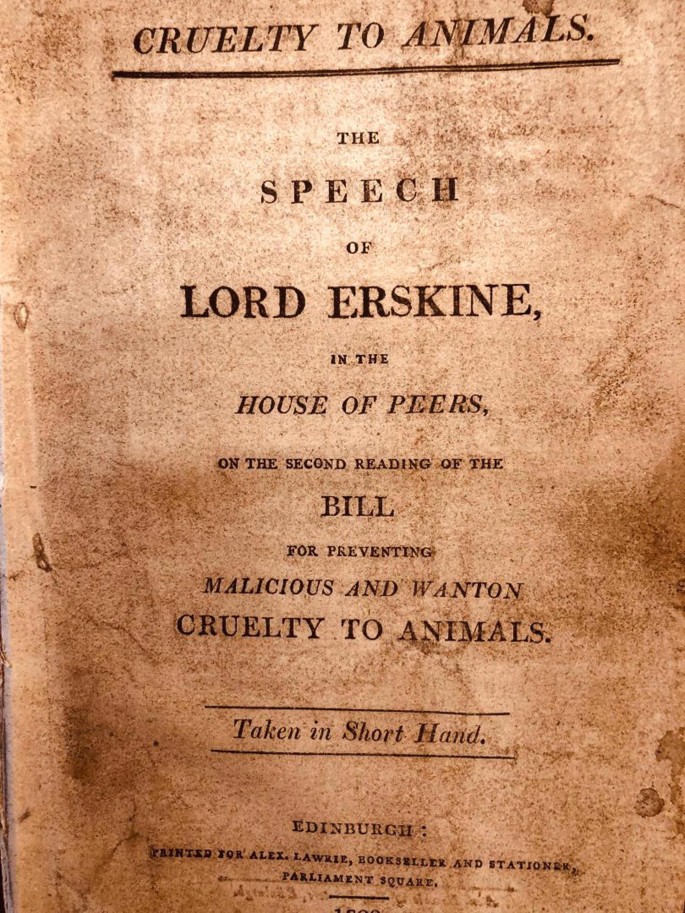 CRUELTY TO ANIMALS.
THE
SPEECH
OF
LORD ERSKINE,
IN THE
HOUSE OF PEERS,
ON THE SECOND READING OF THE
BILL
FOR PREVENTING
MALICIOUS AND WANTON
CRUELTY TO ANIMALS.
Taken in Short Hand.
EDINBURGH:
PRINTED FOR ALEX. LAWRIE, BOOKSELLER AND STATIONER,
PARLIAMENT SQUARE.